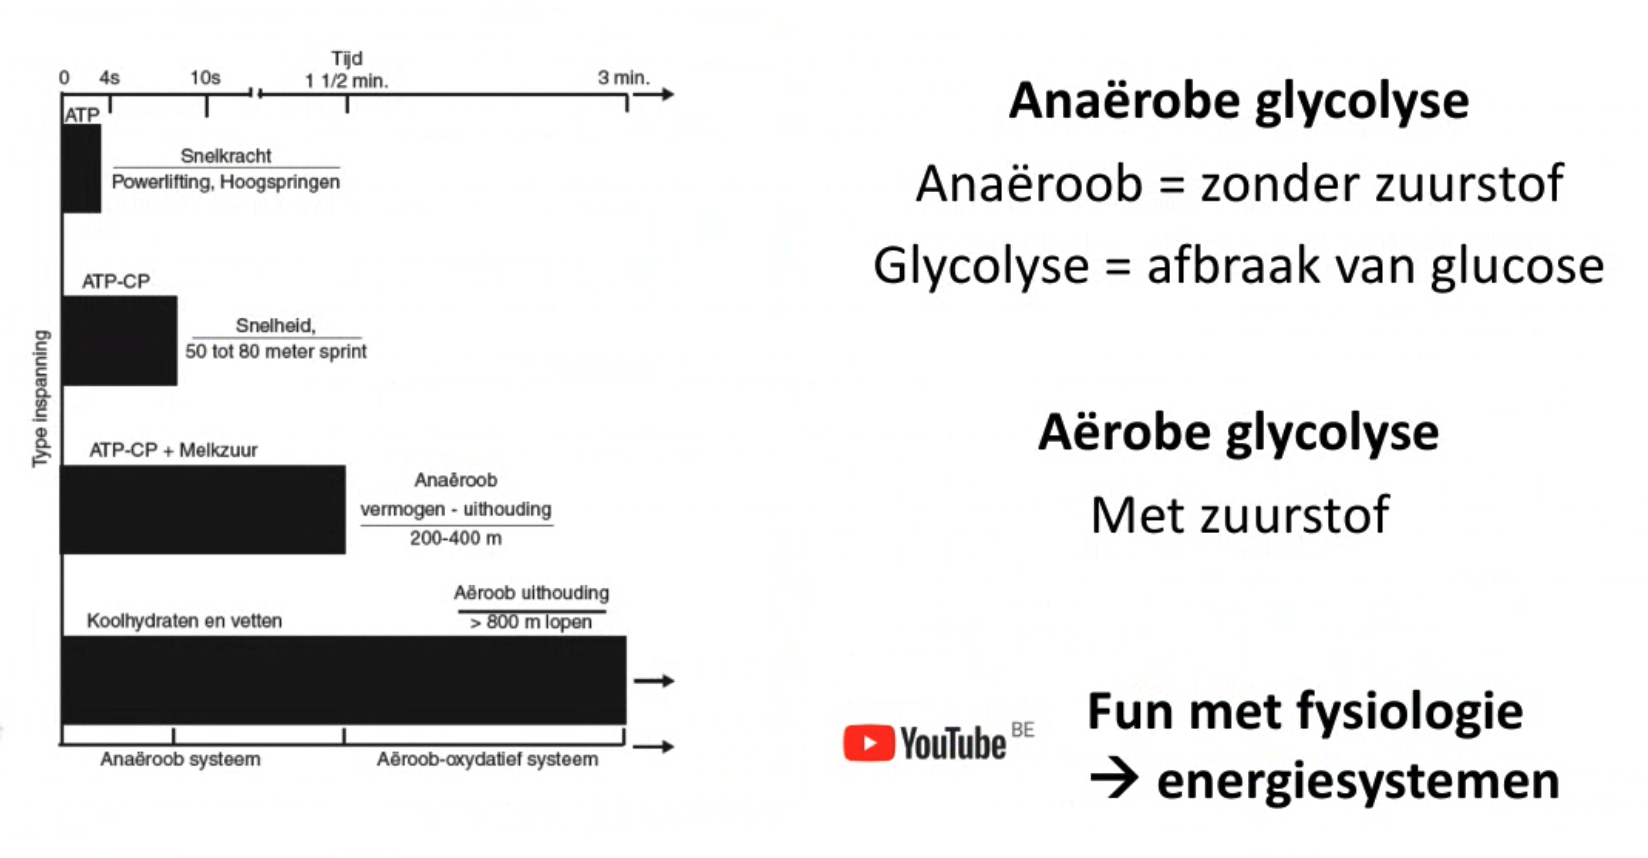 Tijd
0 4s 10s 1 1/2 min. 3 min.
ATP
Snelkracht
Powerlifting, Hoogspringen
ATP-CP
Snelheid,
50 tot 80 meter sprint
Type inspanning
ATP-CP + Melkzuur
Anaëroob
vermogen - uithouding
200-400 m
Aëroob uithouding
> 800 m lopen
Koolhydraten en vetten
Anaëroob systeem
Aëroob-oxydatief systeem
Anaërobe glycolyse
Anaëroob = zonder zuurstof
Glycolyse = afbraak van glucose
Aërobe glycolyse
Met zuurstof
YouTube BE
Fun met fysiologie
→ energiesystemen